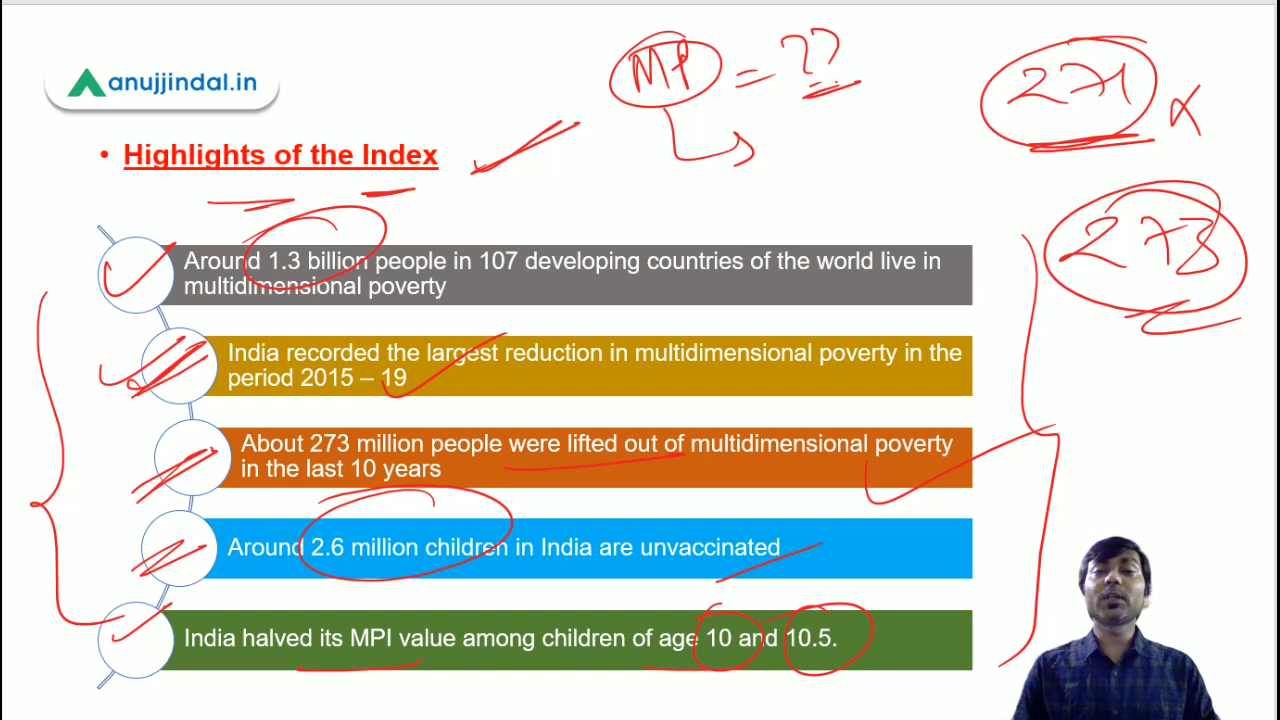 anujjindal.in
MP = ??
271 x
273
• Highlights of the Index
Around 1.3 billion people in 107 developing countries of the world live in
multidimensional poverty
India recorded the largest reduction in multidimensional poverty in the
period 2015 – 19
About 273 million people were lifted out of multidimensional poverty
in the last 10 years
Around 2.6 million children in India are unvaccinated
India halved its MPI value among children of age 10 and 10.5.